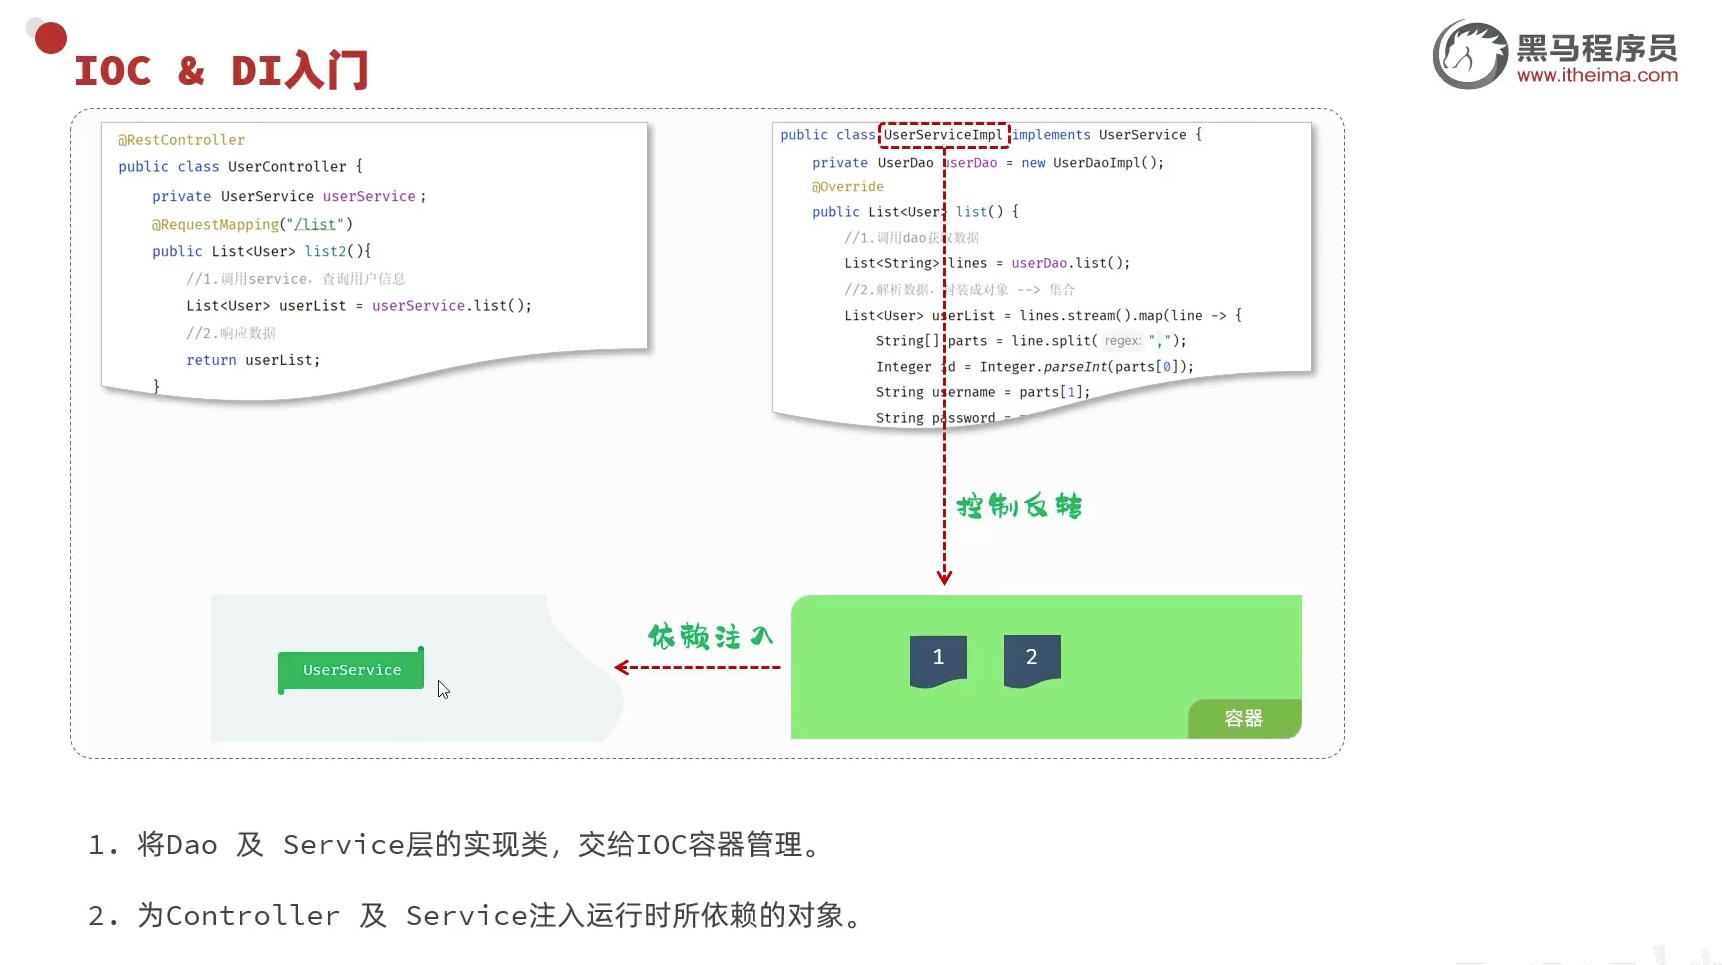 IOC & DI入门
黑马程序员
www.itheima.com
@RestController
public class UserController {
private UserService userService;
@RequestMapping("/list")
public List<User> list2(){
//1.调用service，查询用户信息
List<User> userList = userService.list();
//2.响应数据
return userList;
}
public class UserServiceImpl implements UserService {
private UserDao userDao = new UserDaoImpl();
@Override
public List<User> list() {
//1.调用dao获取数据
List<String> lines = userDao.list();
//2.解析数据，封装成对象 --> 集合
List<User> userList = lines.stream().map(line -> {
String[] parts = line.split( regex: ",");
Integer id = Integer.parseInt(parts[0]);
String username = parts[1];
String password =
控制反转
依赖注入
UserService
1 2
容器
1. 将Dao 及 Service层的实现类，交给IOC容器管理。
2. 为Controller 及 Service注入运行时所依赖的对象。